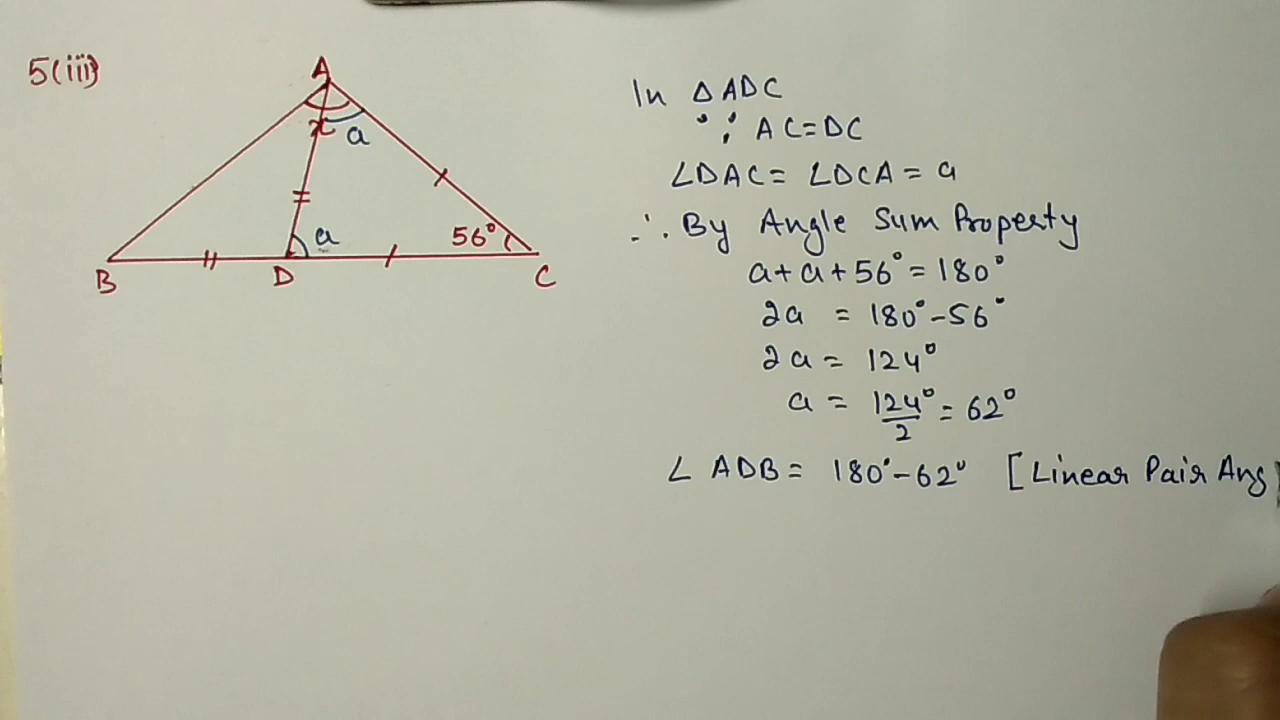 5(iii)
A
x
a
a
56°
B
D
C
In △ ADC
∵ AC=DC
∠DAC= ∠DCA = a
∴ By Angle Sum Property
a+a+56°=180°
2a = 180°-56°
2a = 124°
a = 124°/2 = 62°
∠ ADB = 180°-62° [Linear Pair Ang